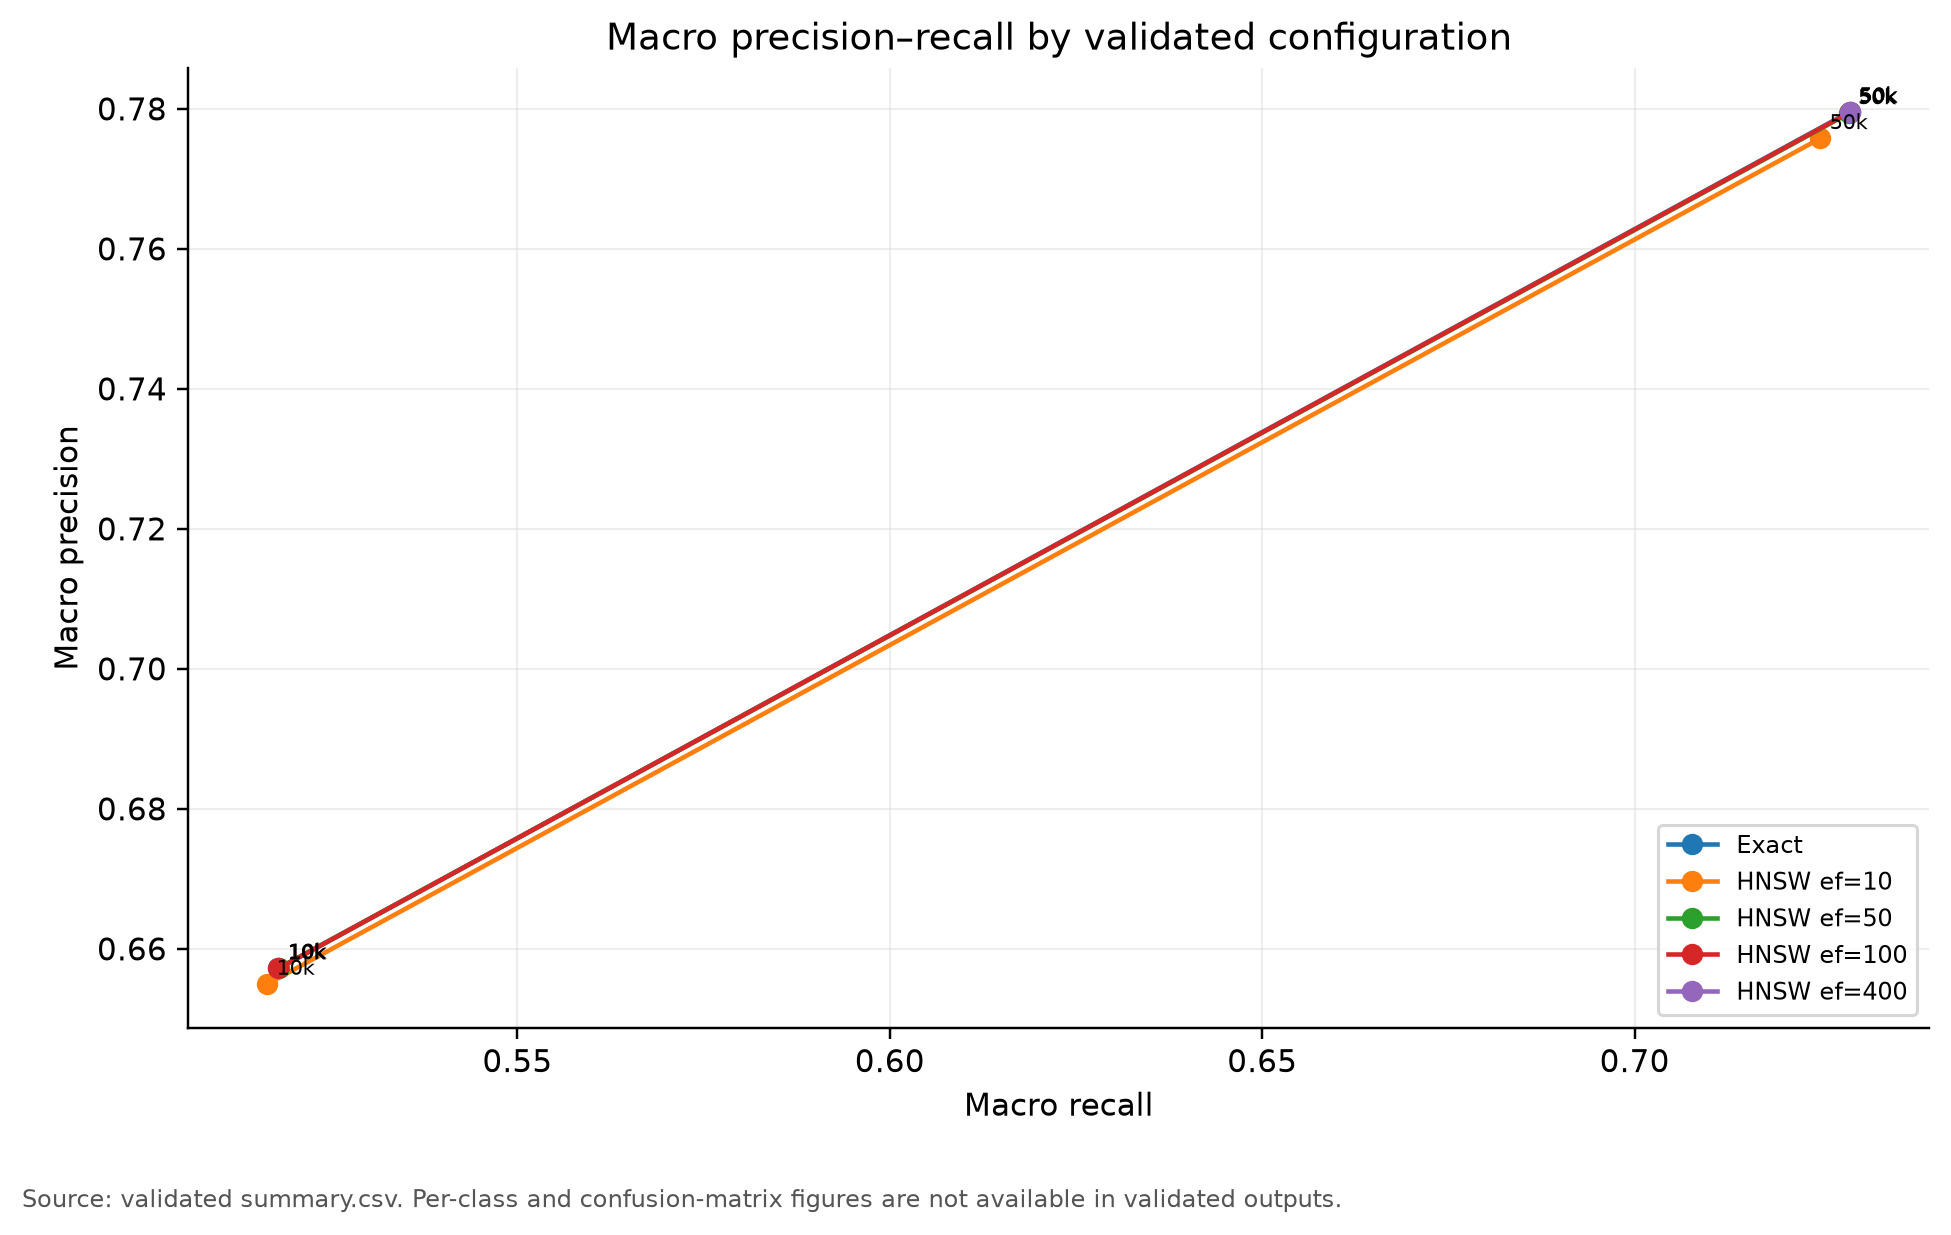 Macro precision–recall by validated configuration
0.78
0.76
0.74
0.72
0.70
0.68
0.66
Macro precision
50k
50k
10k
10k
Exact
HNSW ef=10
HNSW ef=50
HNSW ef=100
HNSW ef=400
0.55
0.60
0.65
0.70
Macro recall
Source: validated summary.csv. Per-class and confusion-matrix figures are not available in validated outputs.